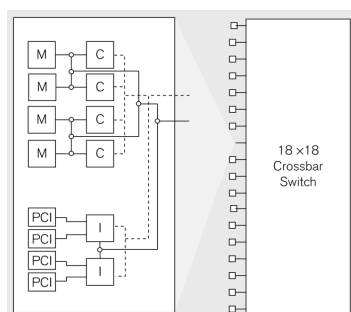 M C
M C
M C
M C
PCI
PCI I
PCI
PCI I
18 ×18
Crossbar
Switch